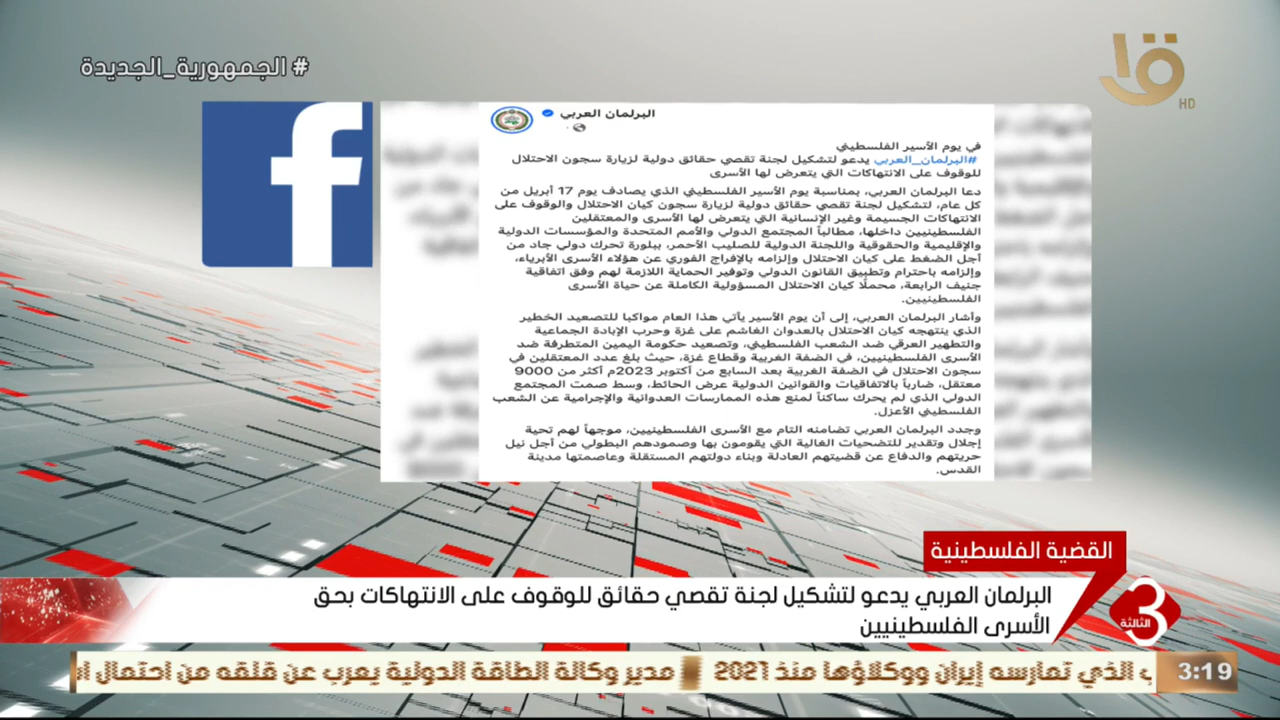 #الجمهورية_الجديدة
HD
البرلمان العربي
في يوم الأسير الفلسطيني
#البرلمان_العربي يدعو لتشكيل لجنة تقصي حقائق دولية لزيارة سجون الاحتلال
للوقوف على الانتهاكات التي يتعرض لها الأسرى
دعا البرلمان العربي، بمناسبة يوم الأسير الفلسطيني الذي يصادف يوم 17 أبريل من
كل عام، لتشكيل لجنة تقصي حقائق دولية لزيارة سجون كيان الاحتلال والوقوف على
الانتهاكات الجسيمة وغير الإنسانية التي يتعرض لها الأسرى والمعتقلين
الفلسطينيين داخلها، مطالباً المجتمع الدولي والأمم المتحدة والمؤسسات الدولية
والإقليمية والحقوقية واللجنة الدولية للصليب الأحمر، ببلورة تحرك دولي جاد من
أجل الضغط على كيان الاحتلال وإلزامه بالإفراج الفوري عن هؤلاء الأسرى الأبرياء،
وإلزامه باحترام وتطبيق القانون الدولي وتوفير الحماية اللازمة لهم وفق اتفاقية
جنيف الرابعة، محملًا كيان الاحتلال المسؤولية الكاملة عن حياة الأسرى
الفلسطينيين.
وأشار البرلمان العربي، إلى أن يوم الأسير يأتي هذا العام مواكبا للتصعيد الخطير
الذي ينتهجه كيان الاحتلال بالعدوان الغاشم على غزة وحرب الإبادة الجماعية
والتطهير العرقي ضد الشعب الفلسطيني، وتصعيد حكومة اليمين المتطرفة ضد
الأسرى الفلسطينيين، في الضفة الغربية وقطاع غزة، حيث بلغ عدد المعتقلين في
سجون الاحتلال في الضفة الغربية بعد السابع من أكتوبر 2023م أكثر من 9000
معتقل، ضارباً بالاتفاقيات والقوانين الدولية عرض الحائط، وسط صمت المجتمع
الدولي الذي لم يحرك ساكناً لمنع هذه الممارسات العدوانية والإجرامية عن الشعب
الفلسطيني الأعزل.
وجدد البرلمان العربي تضامنه التام مع الأسرى الفلسطينيين، موجهاً لهم تحية
إجلال وتقدير للتضحيات الغالية التي يقومون بها وصمودهم البطولي من أجل نيل
حريتهم والدفاع عن قضيتهم العادلة وبناء دولتهم المستقلة وعاصمتها مدينة
القدس.
القضية الفلسطينية
البرلمان العربي يدعو لتشكيل لجنة تقصي حقائق للوقوف على الانتهاكات بحق
الأسرى الفلسطينيين
3 الثالثة
3:19 الذي تمارسه إيران ووكلاؤها منذ 2021 مدير وكالة الطاقة الدولية يعرب عن قلقه من احتمال